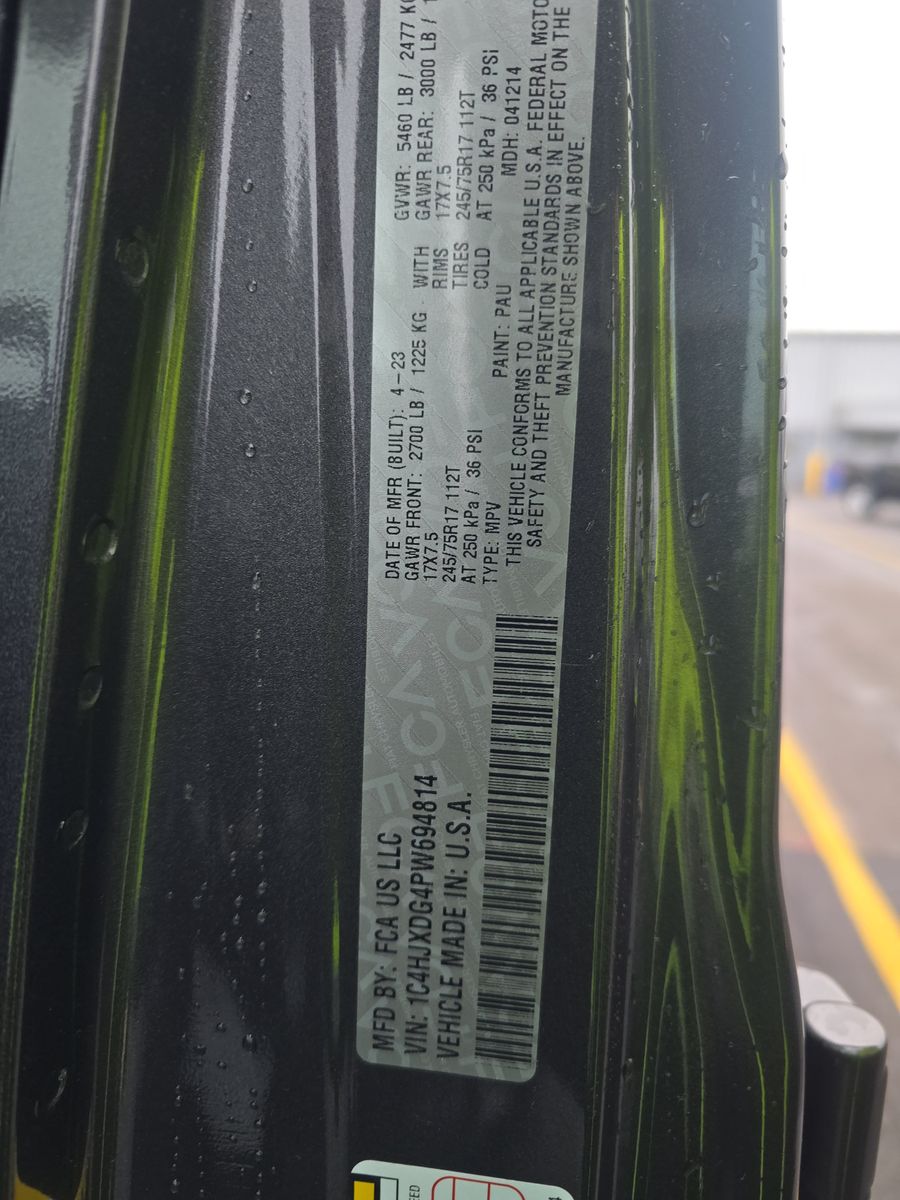 MFD BY: FCA US LLC
VIN: 1C4HJXDG4PW694814
VEHICLE MADE IN: U.S.A.
DATE OF MFR (BUILT): 4-23 GVWR: 5460 LB / 2477 KG
GAWR FRONT: 2700 LB / 1225 KG WITH GAWR REAR: 3000 LB /
17X7.5 RIMS 17X7.5
245/75R17 112T TIRES 245/75R17 112T
AT 250 kPa / 36 PSI COLD AT 250 kPa / 36 PSI
TYPE: MPV PAINT: PAU MDH: 041214
THIS VEHICLE CONFORMS TO ALL APPLICABLE U.S.A. FEDERAL MOTO
SAFETY AND THEFT PREVENTION STANDARDS IN EFFECT ON THE
MANUFACTURE SHOWN ABOVE.